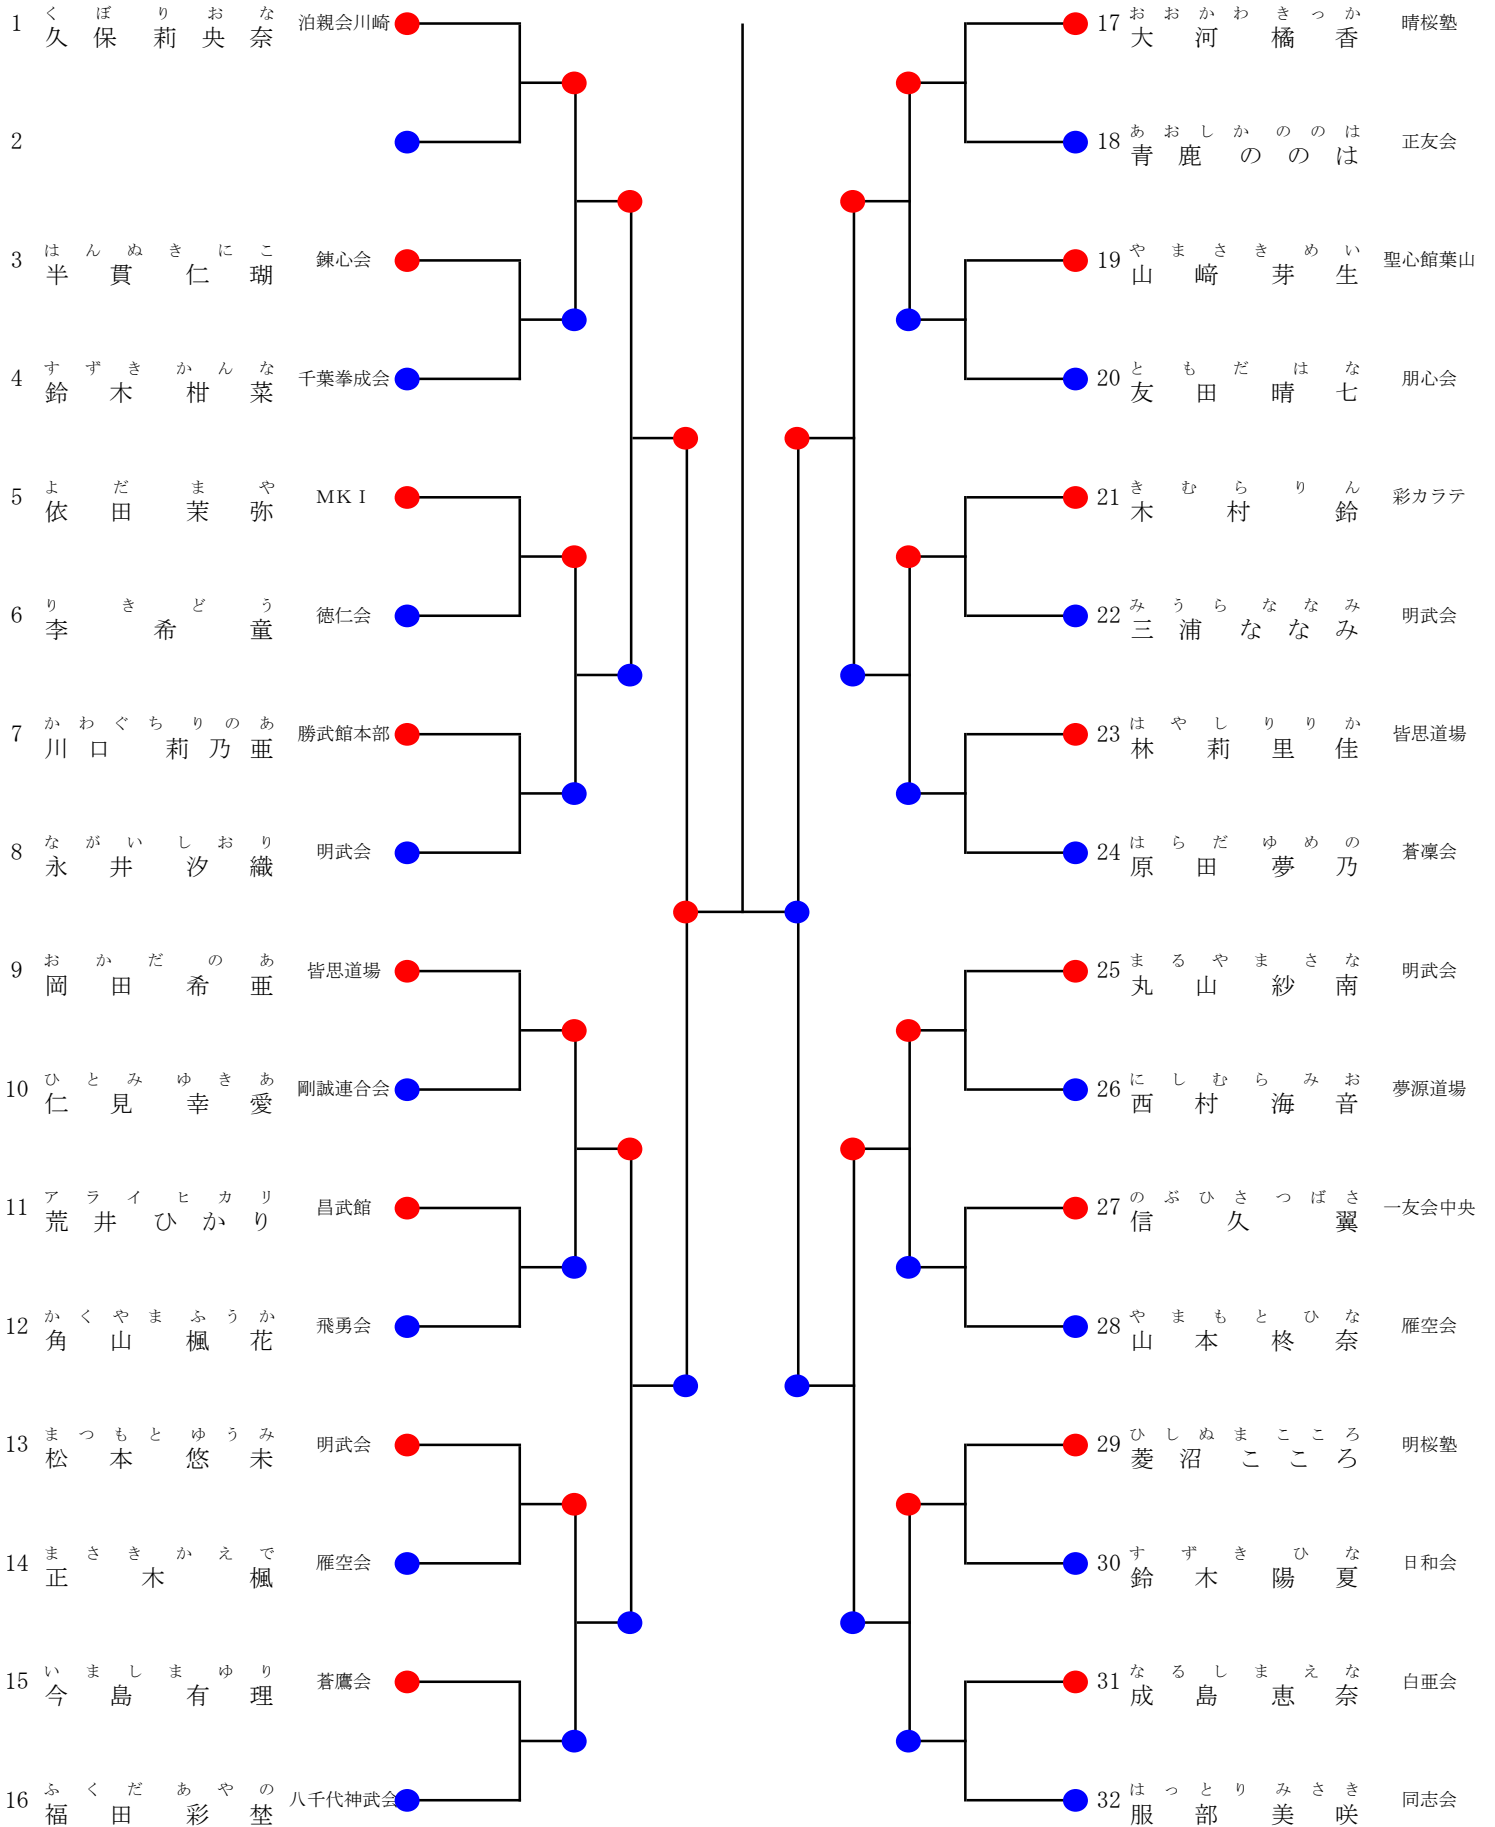 くぼ りおな
1 久保 莉央奈 泊親会川崎
2
はんぬき にこ
3 半貫 仁瑚 錬心会
すずき かんな
4 鈴木 柑菜 千葉拳成会
よだ まや
5 依田 茉弥 MKI
り きどう
6 李 希童 徳仁会
かわぐち りのあ
7 川口 莉乃亜 勝武館本部
ながい しおり
8 永井 汐織 明武会
おかだ のあ
9 岡田 希亜 皆思道場
ひとみ ゆきあ
10 仁見 幸愛 剛誠連合会
アライ ヒカリ
11 荒井 ひかり 昌武館
かくやま ふうか
12 角山 楓花 飛勇会
まつもと ゆうみ
13 松本 悠未 明武会
まさき かえで
14 正木 楓 雁空会
いましま ゆり
15 今島 有理 蒼鷹会
ふくだ あやの
16 福田 彩埜 八千代神武会
おおかわ きっか
17 大河 橘香 晴桜塾
あおしか ののは
18 青鹿 ののは 正友会
やまさき めい
19 山﨑 芽生 聖心館葉山
ともだ はな
20 友田 晴七 朋心会
きむら りん
21 木村 鈴 彩カラテ
みうら ななみ
22 三浦 ななみ 明武会
はやし りりか
23 林 莉里佳 皆思道場
はらだ ゆめの
24 原田 夢乃 蒼凜会
まるやま さな
25 丸山 紗南 明武会
にしむら みお
26 西村 海音 夢源道場
のぶひさ つばさ
27 信久 翼 一友会中央
やまもと ひな
28 山本 柊奈 雁空会
ひしぬま こころ
29 菱沼 こころ 明桜塾
すずき ひな
30 鈴木 陽夏 日和会
なるしま えな
31 成島 恵奈 白亜会
はっとり みさき
32 服部 美咲 同志会